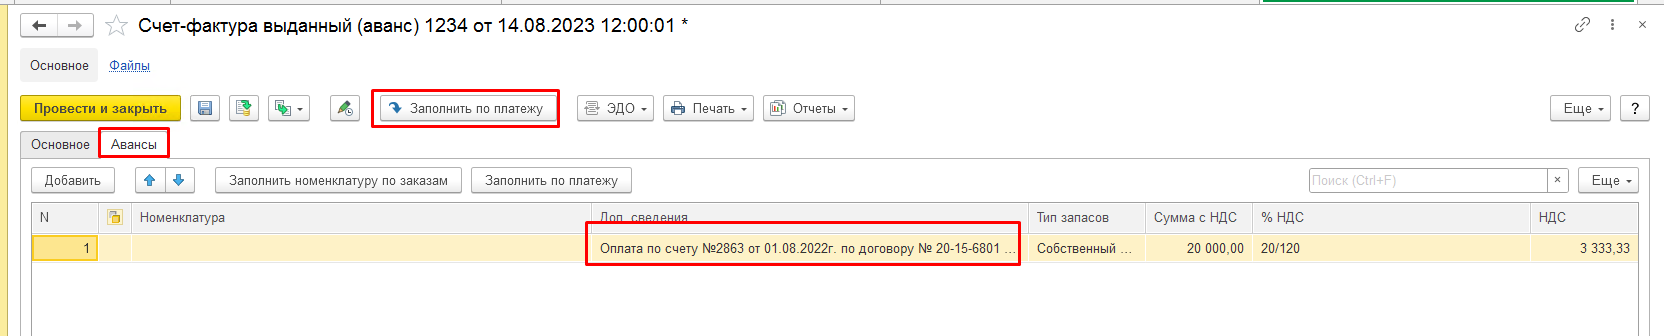 Счет-фактура выданный (аванс) 1234 от 14.08.2023 12:00:01 *
Основное Файлы
Провести и закрыть Заполнить по платежу ЭДО Печать Отчеты Еще ?
Основное Авансы
Добавить Заполнить номенклатуру по заказам Заполнить по платежу Поиск (Ctrl+F) × Еще
N Номенклатура Доп. сведения Тип запасов Сумма с НДС % НДС НДС
1 Оплата по счету №2863 от 01.08.2022г. по договору № 20-15-6801 ... Собственный ... 20 000,00 20/120 3 333,33